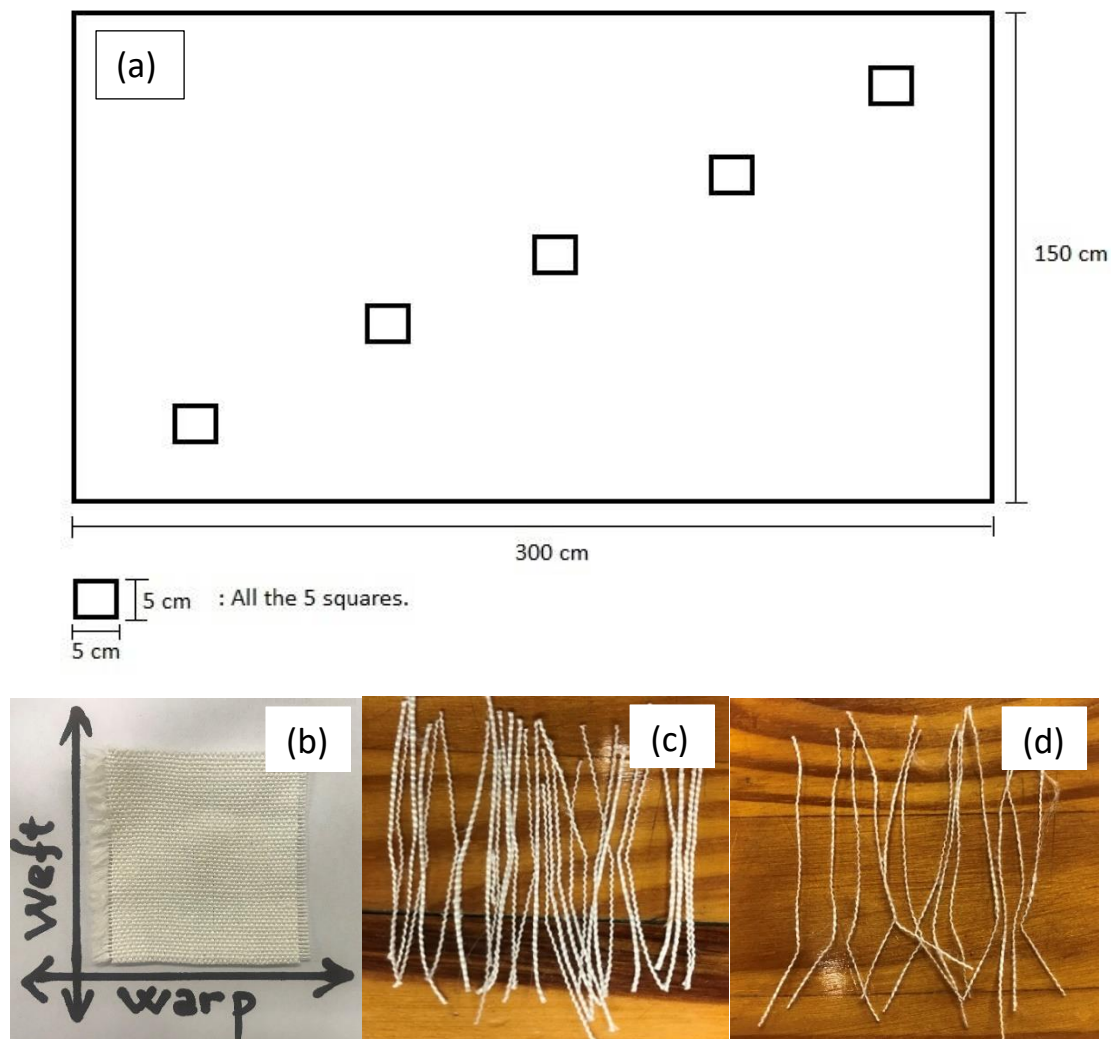 (a)
150 cm
300 cm
5 cm : All the 5 squares.
5 cm
(b)
(c)
(d)
Weft
warp